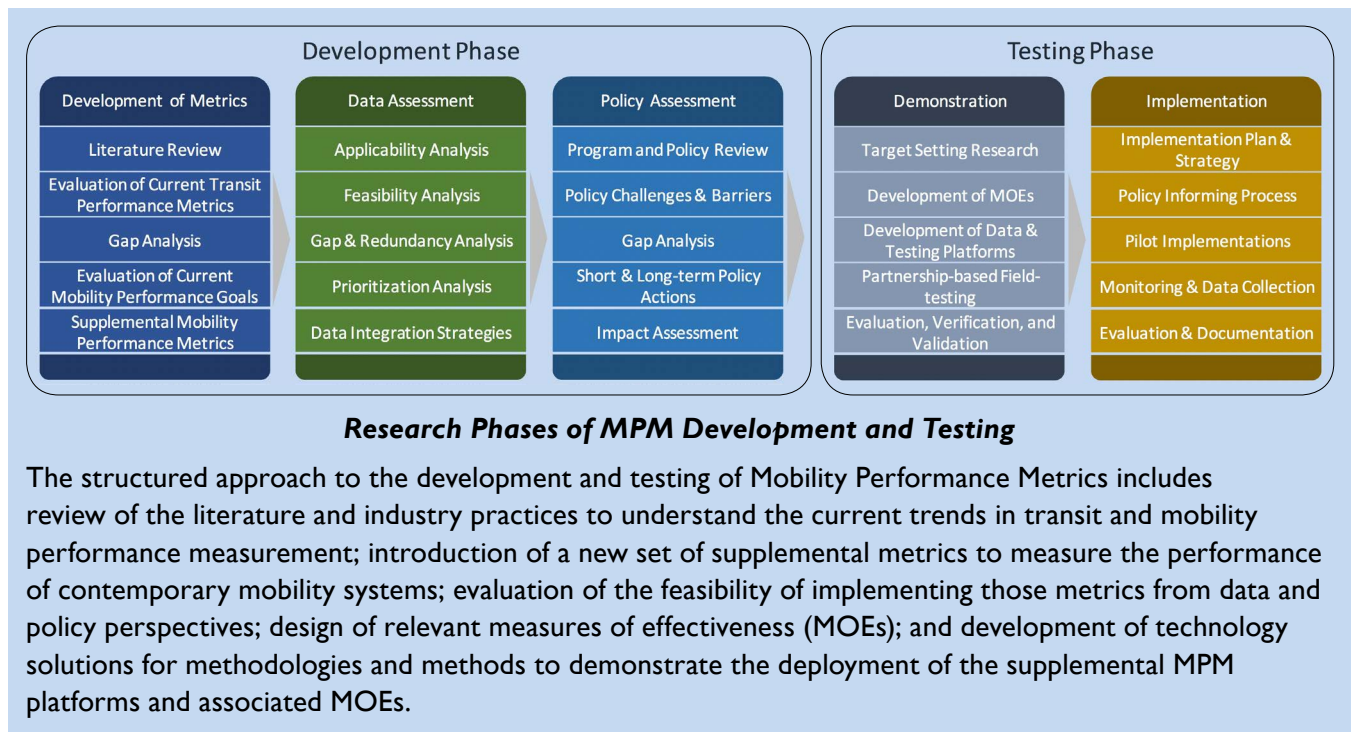 Development Phase
Development of Metrics
Literature Review
Evaluation of Current Transit
Performance Metrics
Gap Analysis
Evaluation of Current
Mobility Performance Goals
Supplemental Mobility
Performance Metrics
Data Assessment
Applicability Analysis
Feasibility Analysis
Gap & Redundancy Analysis
Prioritization Analysis
Data Integration Strategies
Policy Assessment
Program and Policy Review
Policy Challenges & Barriers
Gap Analysis
Short & Long-term Policy
Actions
Impact Assessment
Testing Phase
Demonstration
Target Setting Research
Development of MOEs
Development of Data &
Testing Platforms
Partnership-based Field-
testing
Evaluation, Verification, and
Validation
Implementation
Implementation Plan &
Strategy
Policy Informing Process
Pilot Implementations
Monitoring & Data Collection
Evaluation & Documentation
Research Phases of MPM Development and Testing
The structured approach to the development and testing of Mobility Performance Metrics includes
review of the literature and industry practices to understand the current trends in transit and mobility
performance measurement; introduction of a new set of supplemental metrics to measure the performance
of contemporary mobility systems; evaluation of the feasibility of implementing those metrics from data and
policy perspectives; design of relevant measures of effectiveness (MOEs); and development of technology
solutions for methodologies and methods to demonstrate the deployment of the supplemental MPM
platforms and associated MOEs.